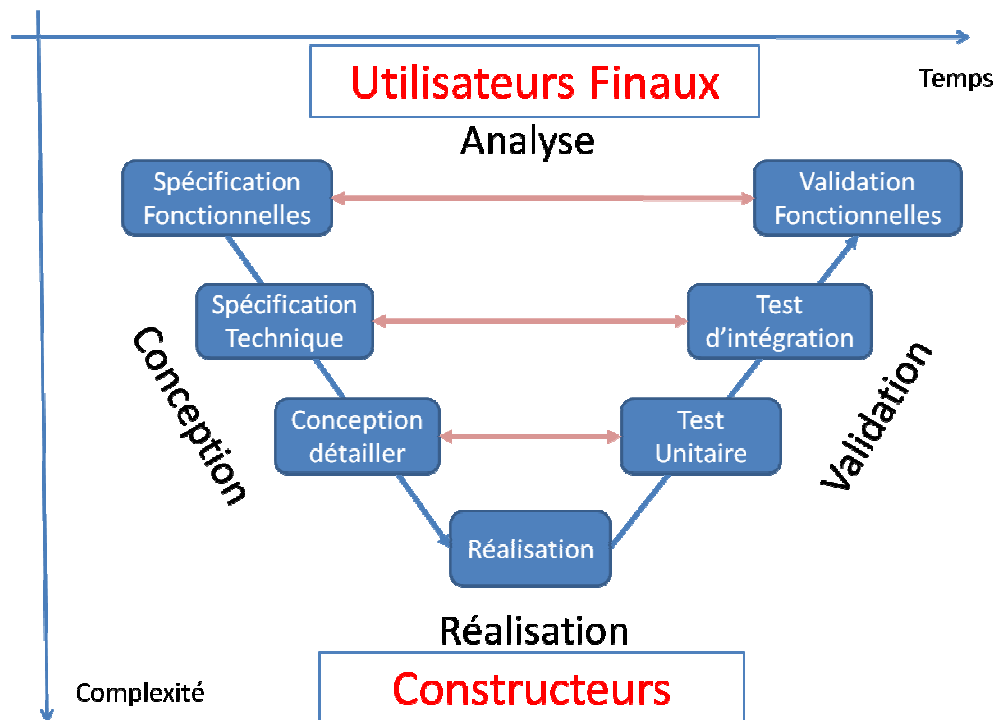 Utilisateurs Finaux
Temps
Analyse
Spécification
Fonctionnelles
Validation
Fonctionnelles
Spécification
Technique
Test
d'intégration
Conception
Validation
Conception
détailler
Test
Unitaire
Réalisation
Réalisation
Complexité
Constructeurs